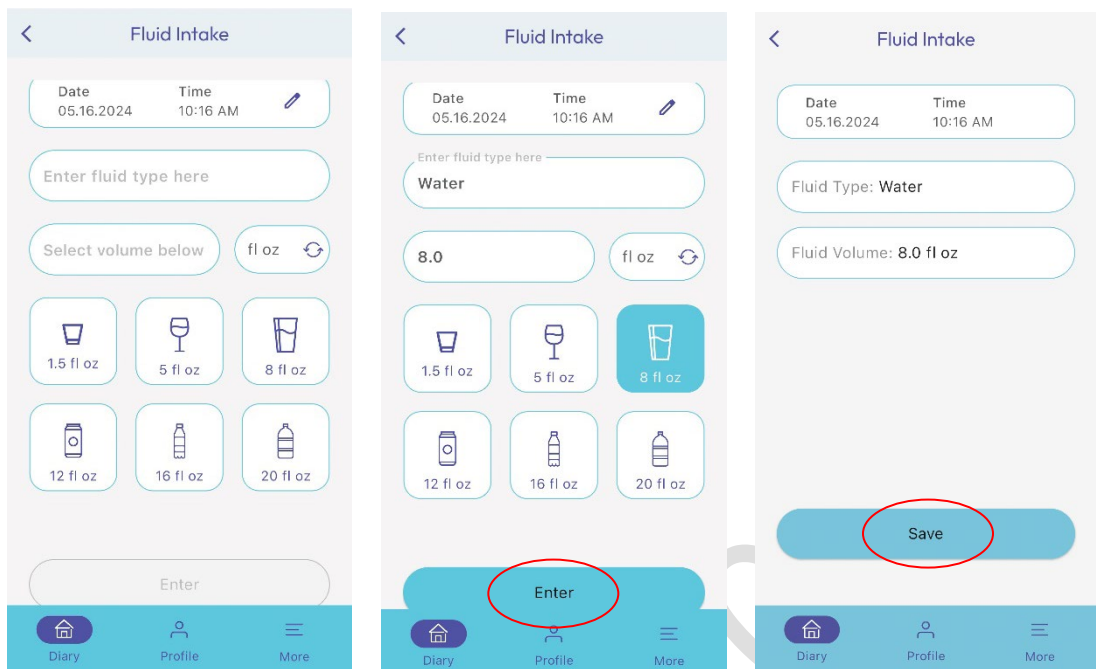 Fluid Intake
Date Time
05.16.2024 10:16 AM
Enter fluid type here
Select volume below fl oz
1.5 fl oz 5 fl oz 8 fl oz
12 fl oz 16 fl oz 20 fl oz
Enter
Diary Profile More
Fluid Intake
Date Time
05.16.2024 10:16 AM
Enter fluid type here
Water
8.0 fl oz
1.5 fl oz 5 fl oz 8 fl oz
12 fl oz 16 fl oz 20 fl oz
Enter
Diary Profile More
Fluid Intake
Date Time
05.16.2024 10:16 AM
Fluid Type: Water
Fluid Volume: 8.0 fl oz
Save
Diary Profile More